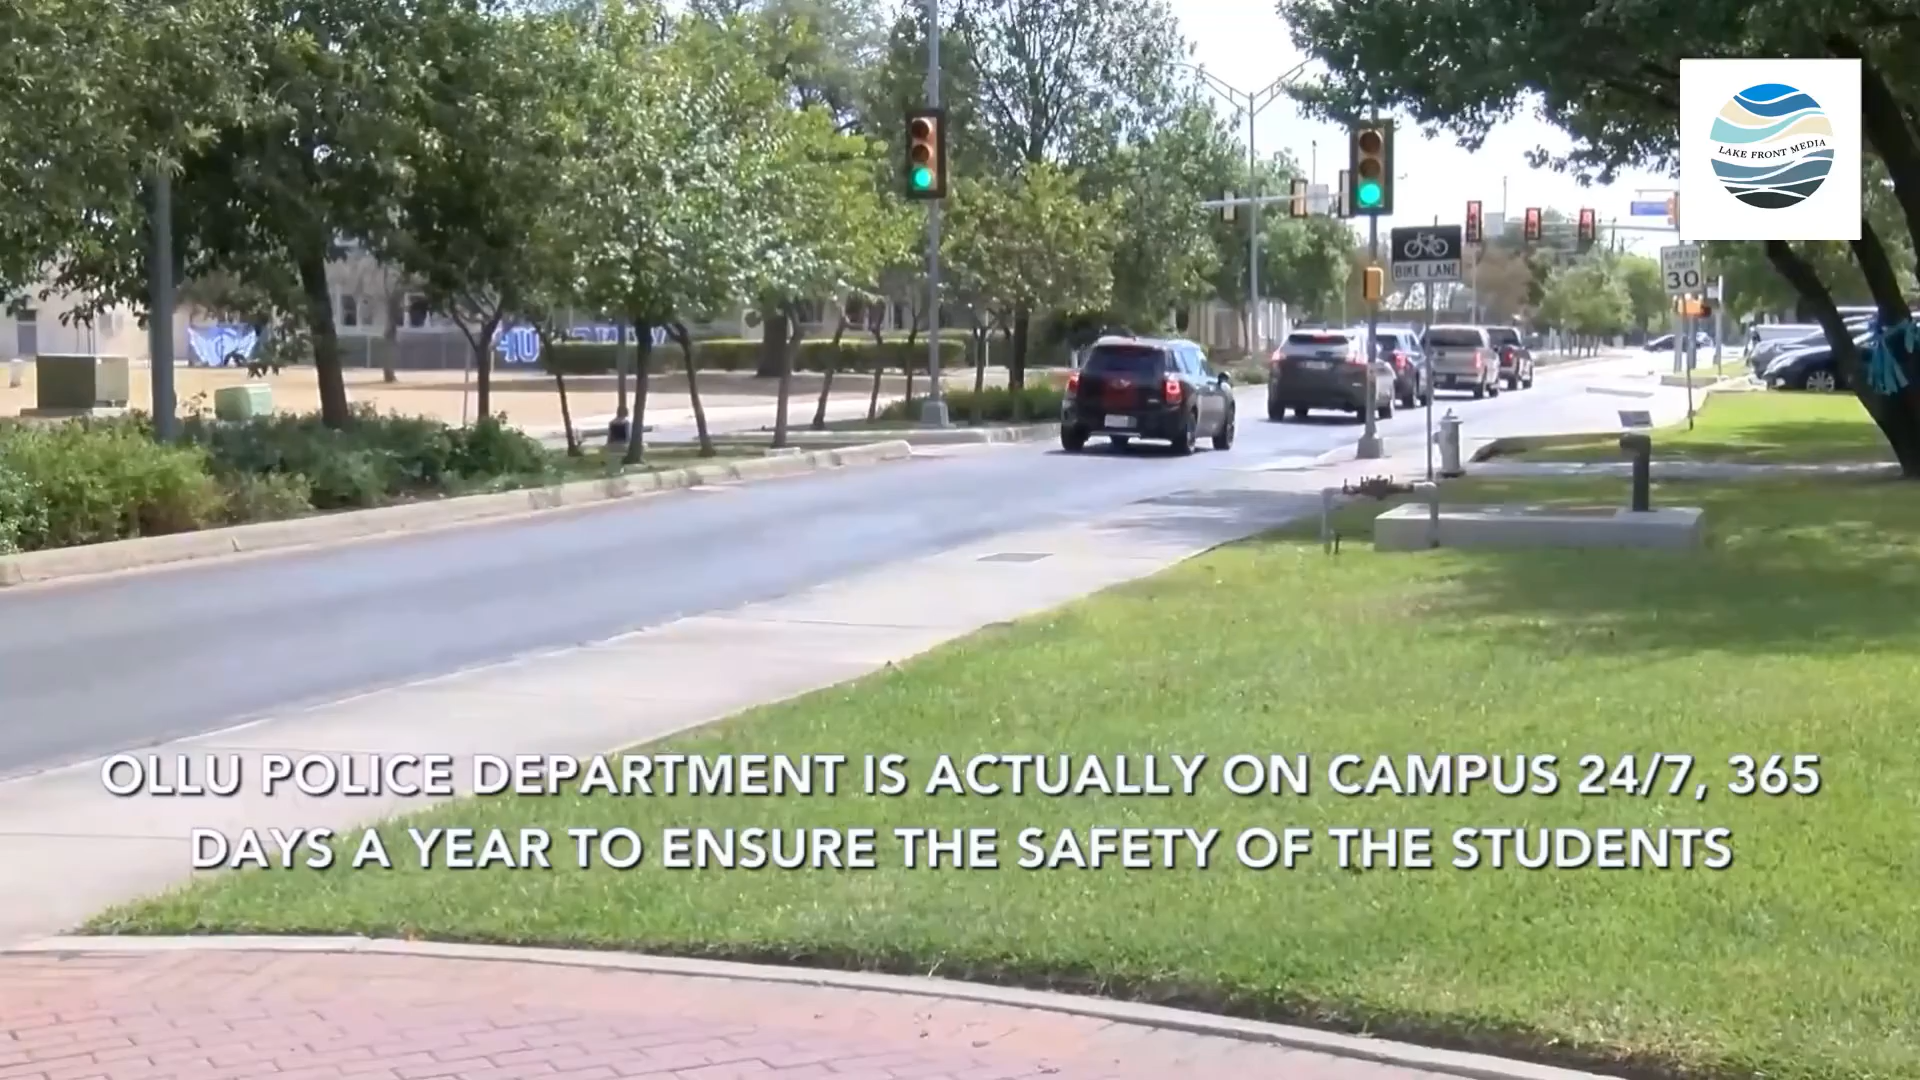 LAKE FRONT MEDIA
BIKE LANE
SPEED
LIMIT
30
OLLU POLICE DEPARTMENT IS ACTUALLY ON CAMPUS 24/7, 365
DAYS A YEAR TO ENSURE THE SAFETY OF THE STUDENTS